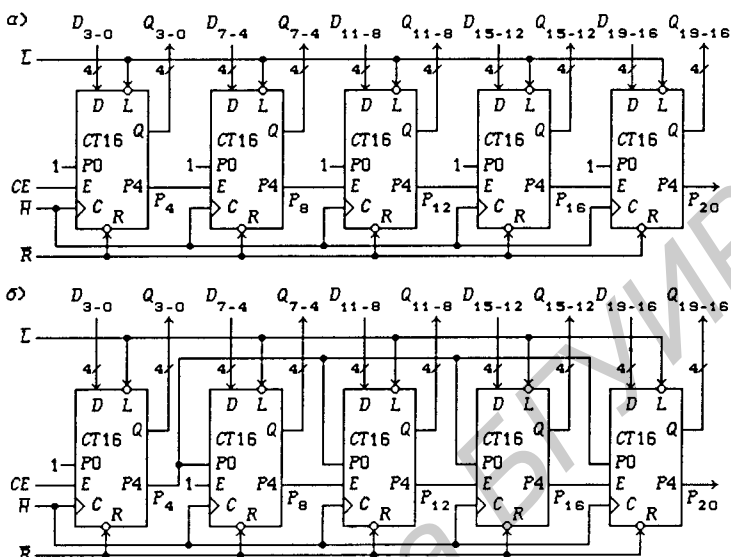 а)
D₃₋₀ Q₃₋₀ D₇₋₄ Q₇₋₄ D₁₁₋₈ Q₁₁₋₈ D₁₅₋₁₂ Q₁₅₋₁₂ D₁₉₋₁₆ Q₁₉₋₁₆
L̅ 4 4 4 4 4 4 4 4 4 4
D L D L D L D L D L
Q Q Q Q Q
CT16 CT16 CT16 CT16 CT16
1 P0 1 P0 1 P0 1 P0 1 P0
CE E P4 E P4 E P4 E P4 E P4
H̅ C P₄ C P₈ C P₁₂ C P₁₆ C P₂₀
R R R R R
R̅
б)
D₃₋₀ Q₃₋₀ D₇₋₄ Q₇₋₄ D₁₁₋₈ Q₁₁₋₈ D₁₅₋₁₂ Q₁₅₋₁₂ D₁₉₋₁₆ Q₁₉₋₁₆
L̅
4 4 4 4 4 4 4 4 4 4
D L D L D L D L D L
Q Q Q Q Q
CT16 CT16 CT16 CT16 CT16
1 P0 P0 P0 P0 P0
CE E P4 1 E P4 E P4 E P4 E P4
H̅ C P₄ C P₈ C P₁₂ C P₁₆ C P₂₀
R R R R R
R̅
а БГУИР